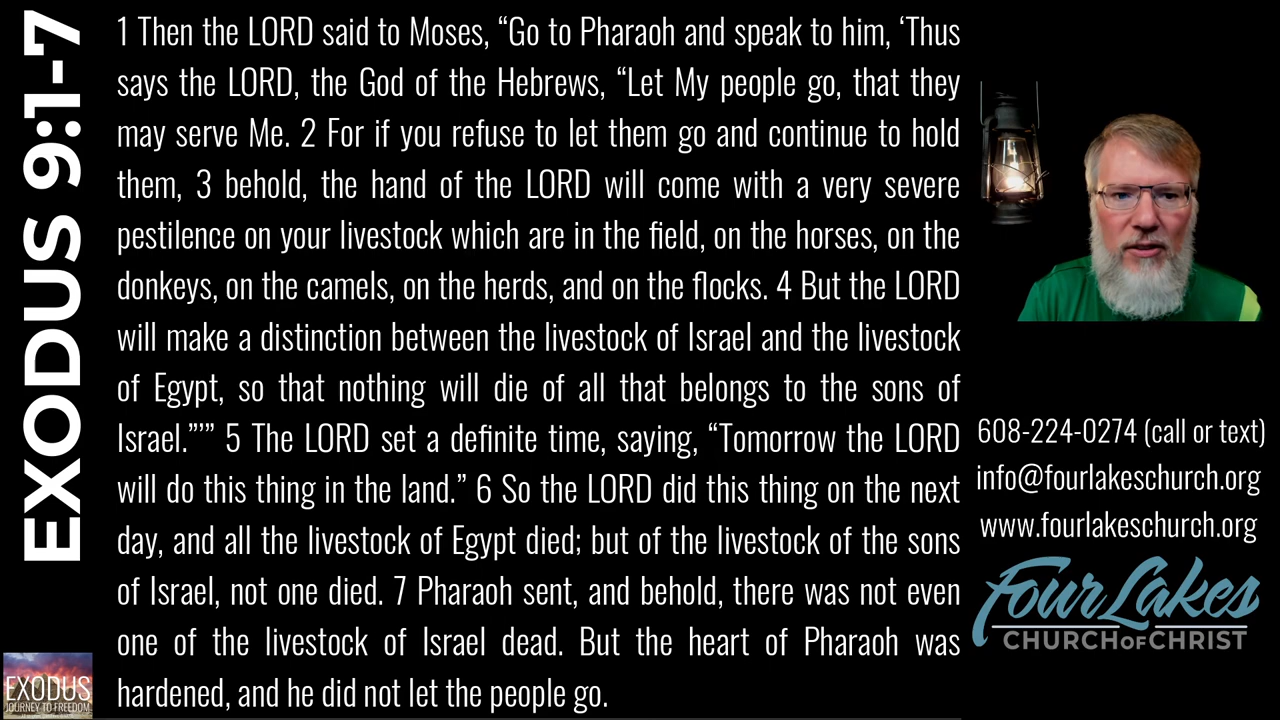 EXODUS 9:1-7
1 Then the LORD said to Moses, “Go to Pharaoh and speak to him, ‘Thus
says the LORD, the God of the Hebrews, “Let My people go, that they
may serve Me. 2 For if you refuse to let them go and continue to hold
them, 3 behold, the hand of the LORD will come with a very severe
pestilence on your livestock which are in the field, on the horses, on the
donkeys, on the camels, on the herds, and on the flocks. 4 But the LORD
will make a distinction between the livestock of Israel and the livestock
of Egypt, so that nothing will die of all that belongs to the sons of
Israel.”’” 5 The LORD set a definite time, saying, “Tomorrow the LORD
will do this thing in the land.” 6 So the LORD did this thing on the next
day, and all the livestock of Egypt died; but of the livestock of the sons
of Israel, not one died. 7 Pharaoh sent, and behold, there was not even
one of the livestock of Israel dead. But the heart of Pharaoh was
hardened, and he did not let the people go.
608-224-0274 (call or text)
info@fourlakeschurch.org
www.fourlakeschurch.org
Four Lakes
CHURCH OF CHRIST
EXODUS
JOURNEY TO FREEDOM